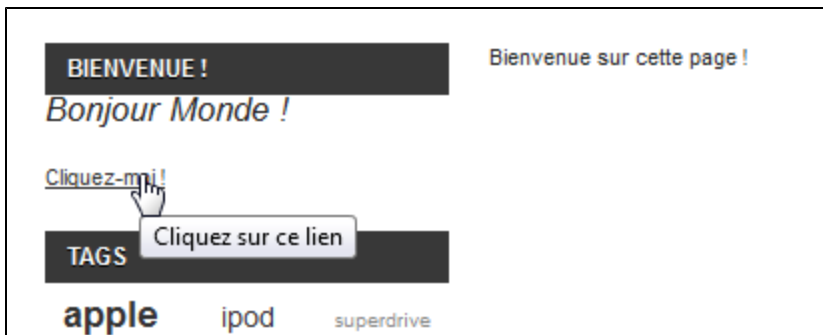 BIENVENUE !
Bonjour Monde !
Cliquez-moi !
Cliquez sur ce lien
TAGS
apple ipod superdrive
Bienvenue sur cette page !